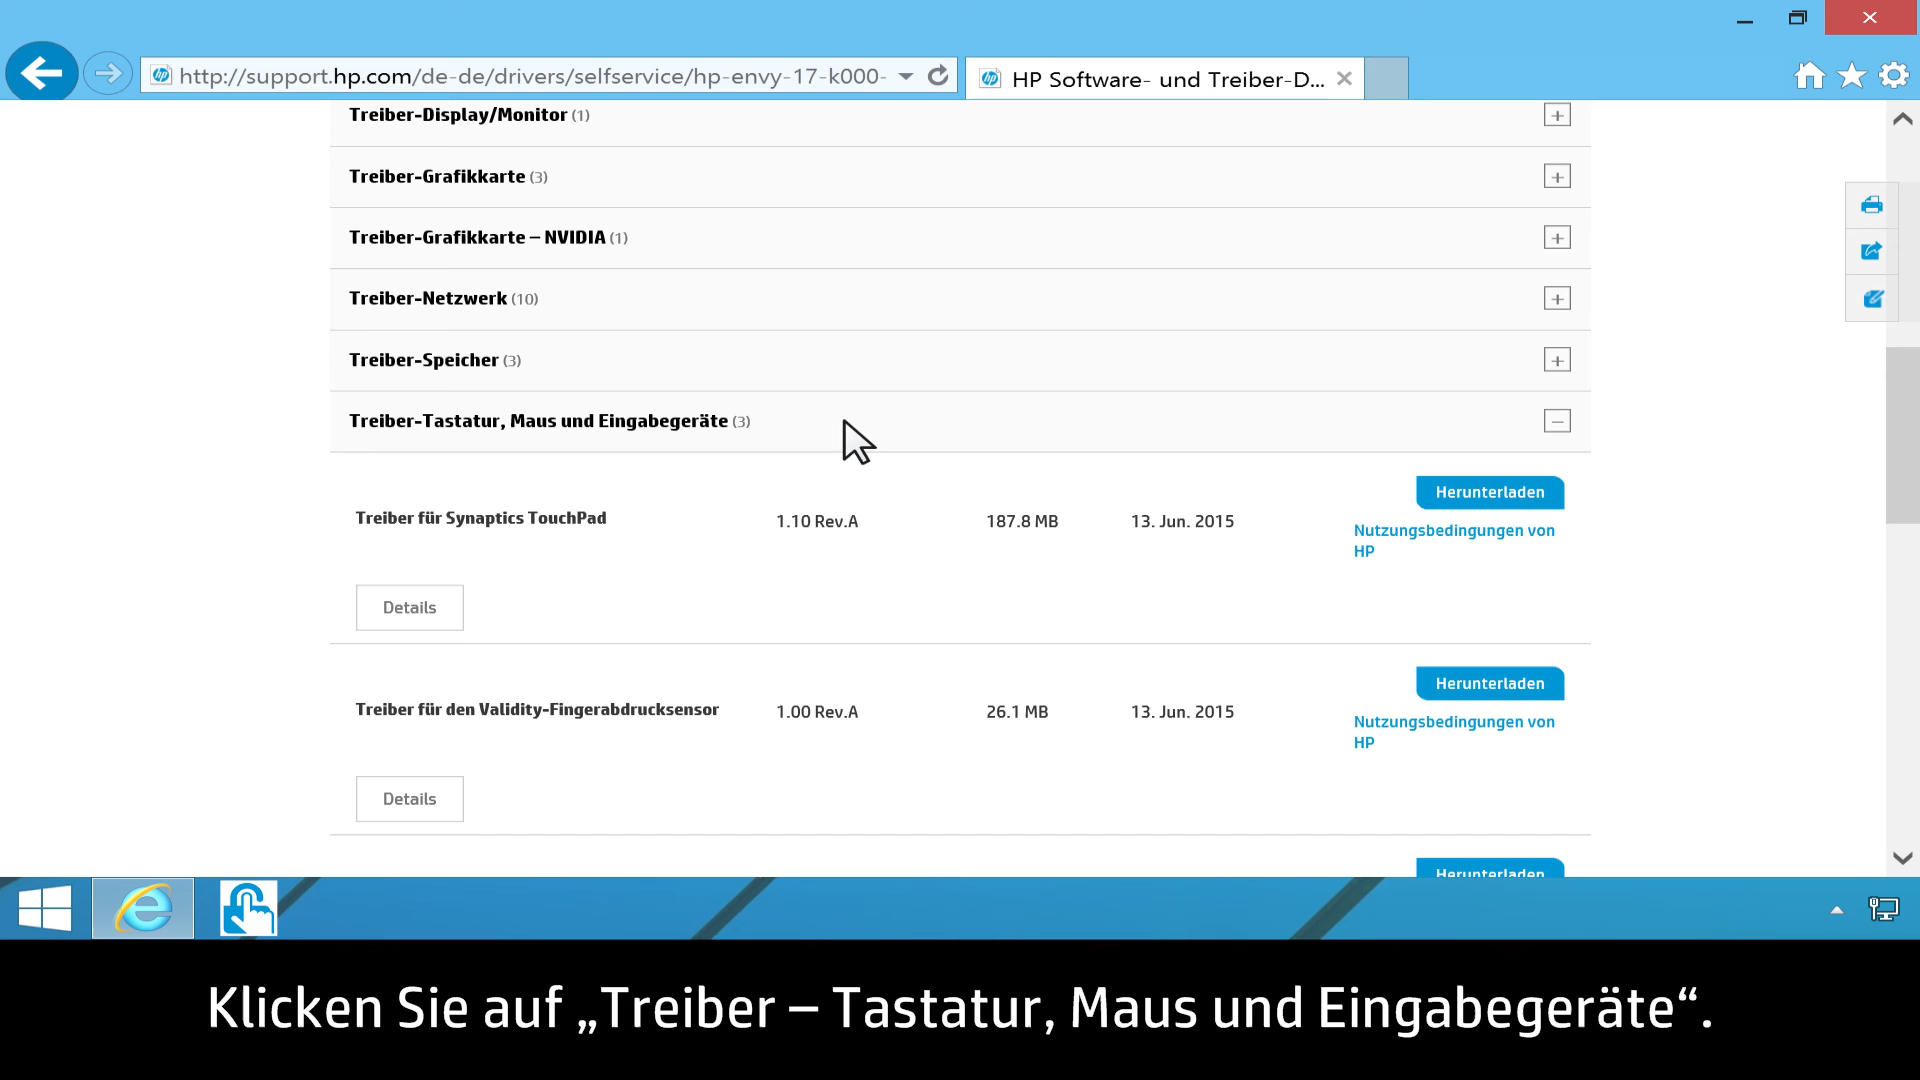 http://support.hp.com/de-de/drivers/selfservice/hp-envy-17-k000-
HP Software- und Treiber-D...
Treiber-Display/Monitor (1)
Treiber-Grafikkarte (3)
Treiber-Grafikkarte – NVIDIA (1)
Treiber-Netzwerk (10)
Treiber-Speicher (3)
Treiber-Tastatur, Maus und Eingabegeräte (3)
Herunterladen
Treiber für Synaptics TouchPad 1.10 Rev.A 187.8 MB 13. Jun. 2015
Nutzungsbedingungen von
HP
Details
Herunterladen
Treiber für den Validity-Fingerabdrucksensor 1.00 Rev.A 26.1 MB 13. Jun. 2015
Nutzungsbedingungen von
HP
Details
Herunterladen
Klicken Sie auf „Treiber – Tastatur, Maus und Eingabegeräte“.